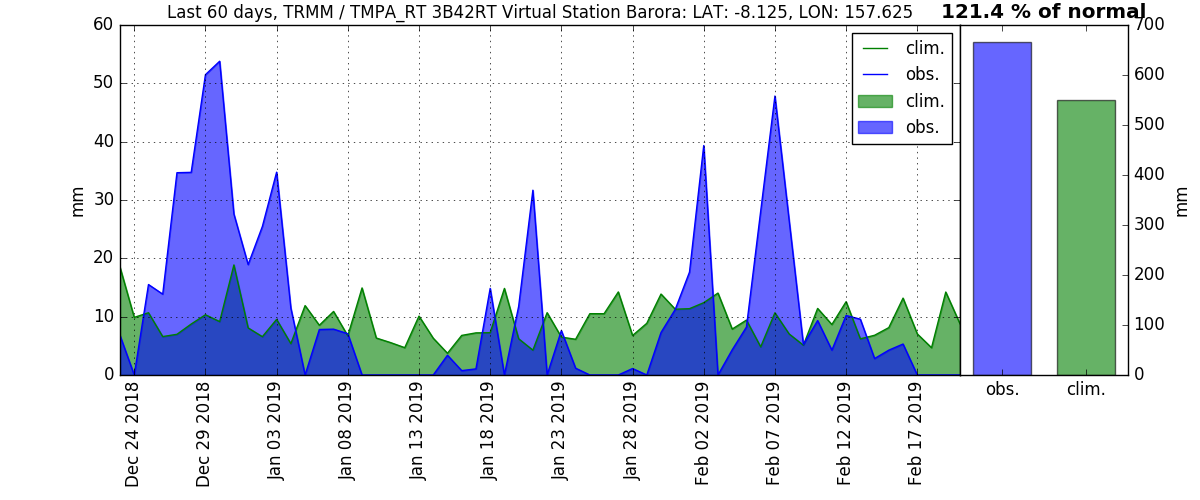 Last 60 days, TRMM / TMPA_RT 3B42RT Virtual Station Barora: LAT: -8.125, LON: 157.625
121.4 % of normal
60
50
40
30
20
10
0
mm
clim.
obs.
clim.
obs.
700
600
500
400
300
200
100
0
mm
Dec 24 2018
Dec 29 2018
Jan 03 2019
Jan 08 2019
Jan 13 2019
Jan 18 2019
Jan 23 2019
Jan 28 2019
Feb 02 2019
Feb 07 2019
Feb 12 2019
Feb 17 2019
obs.
clim.